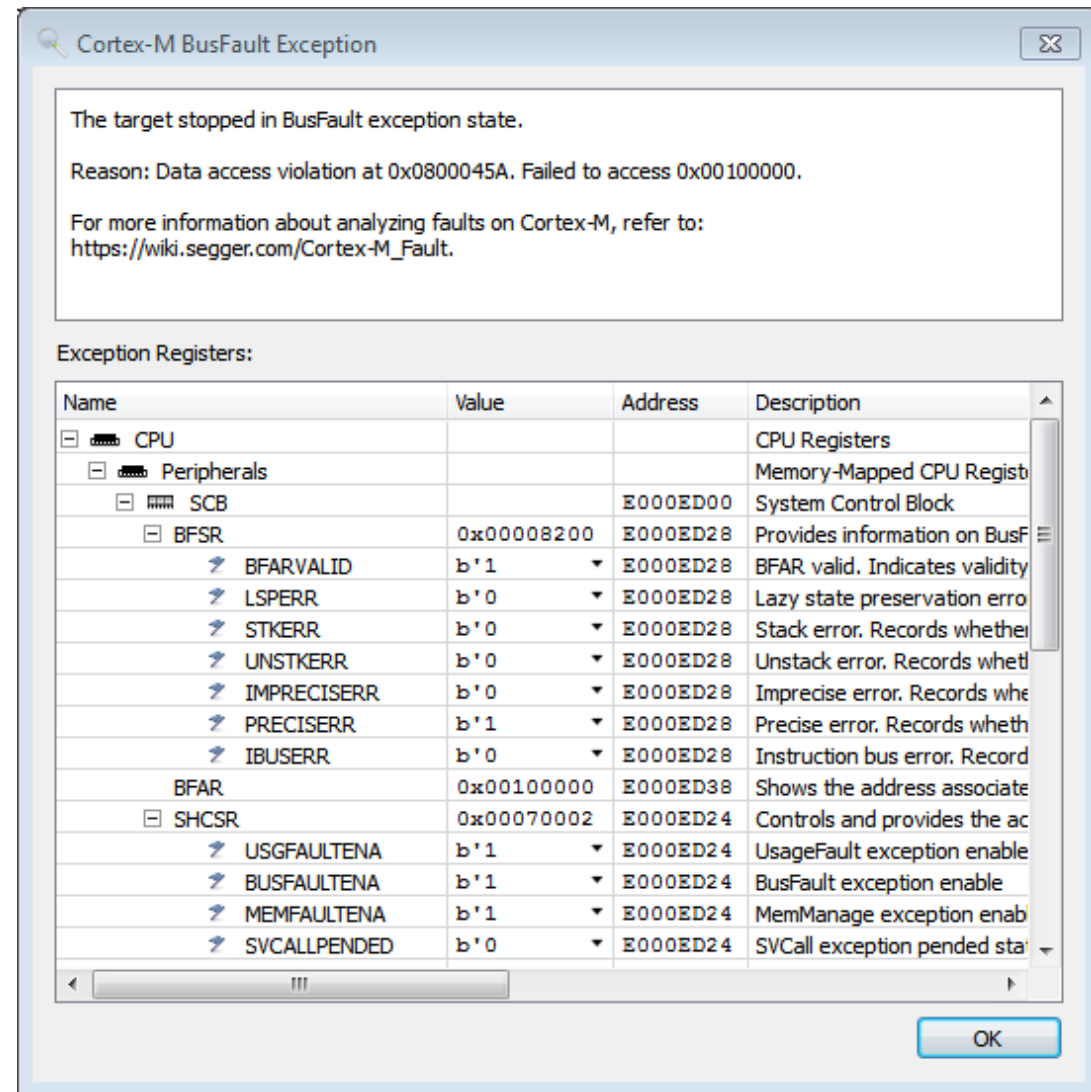 Cortex-M BusFault Exception
The target stopped in BusFault exception state.
Reason: Data access violation at 0x0800045A. Failed to access 0x00100000.
For more information about analyzing faults on Cortex-M, refer to:
https://wiki.segger.com/Cortex-M_Fault.
Exception Registers:
Name Value Address Description
CPU CPU Registers
Peripherals Memory-Mapped CPU Regist
SCB E000ED00 System Control Block
BFSR 0x00008200 E000ED28 Provides information on BusF
BFARVALID b'1 E000ED28 BFAR valid. Indicates validity
LSPERR b'0 E000ED28 Lazy state preservation erro
STKERR b'0 E000ED28 Stack error. Records whether
UNSTKERR b'0 E000ED28 Unstack error. Records wheth
IMPRECISERR b'0 E000ED28 Imprecise error. Records whe
PRECISERR b'1 E000ED28 Precise error. Records wheth
IBUSERR b'0 E000ED28 Instruction bus error. Record
BFAR 0x00100000 E000ED38 Shows the address associate
SHCSR 0x00070002 E000ED24 Controls and provides the ac
USGFAULTENA b'1 E000ED24 UsageFault exception enable
BUSFAULTENA b'1 E000ED24 BusFault exception enable
MEMFAULTENA b'1 E000ED24 MemManage exception enab
SVCALLPENDED b'0 E000ED24 SVCall exception pended sta
OK